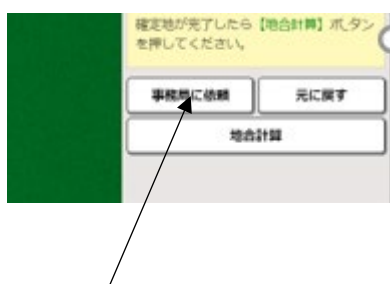 確定地が完了したら【地合計算】ボタン
を押してください。
事務局に依頼
元に戻す
地合計算